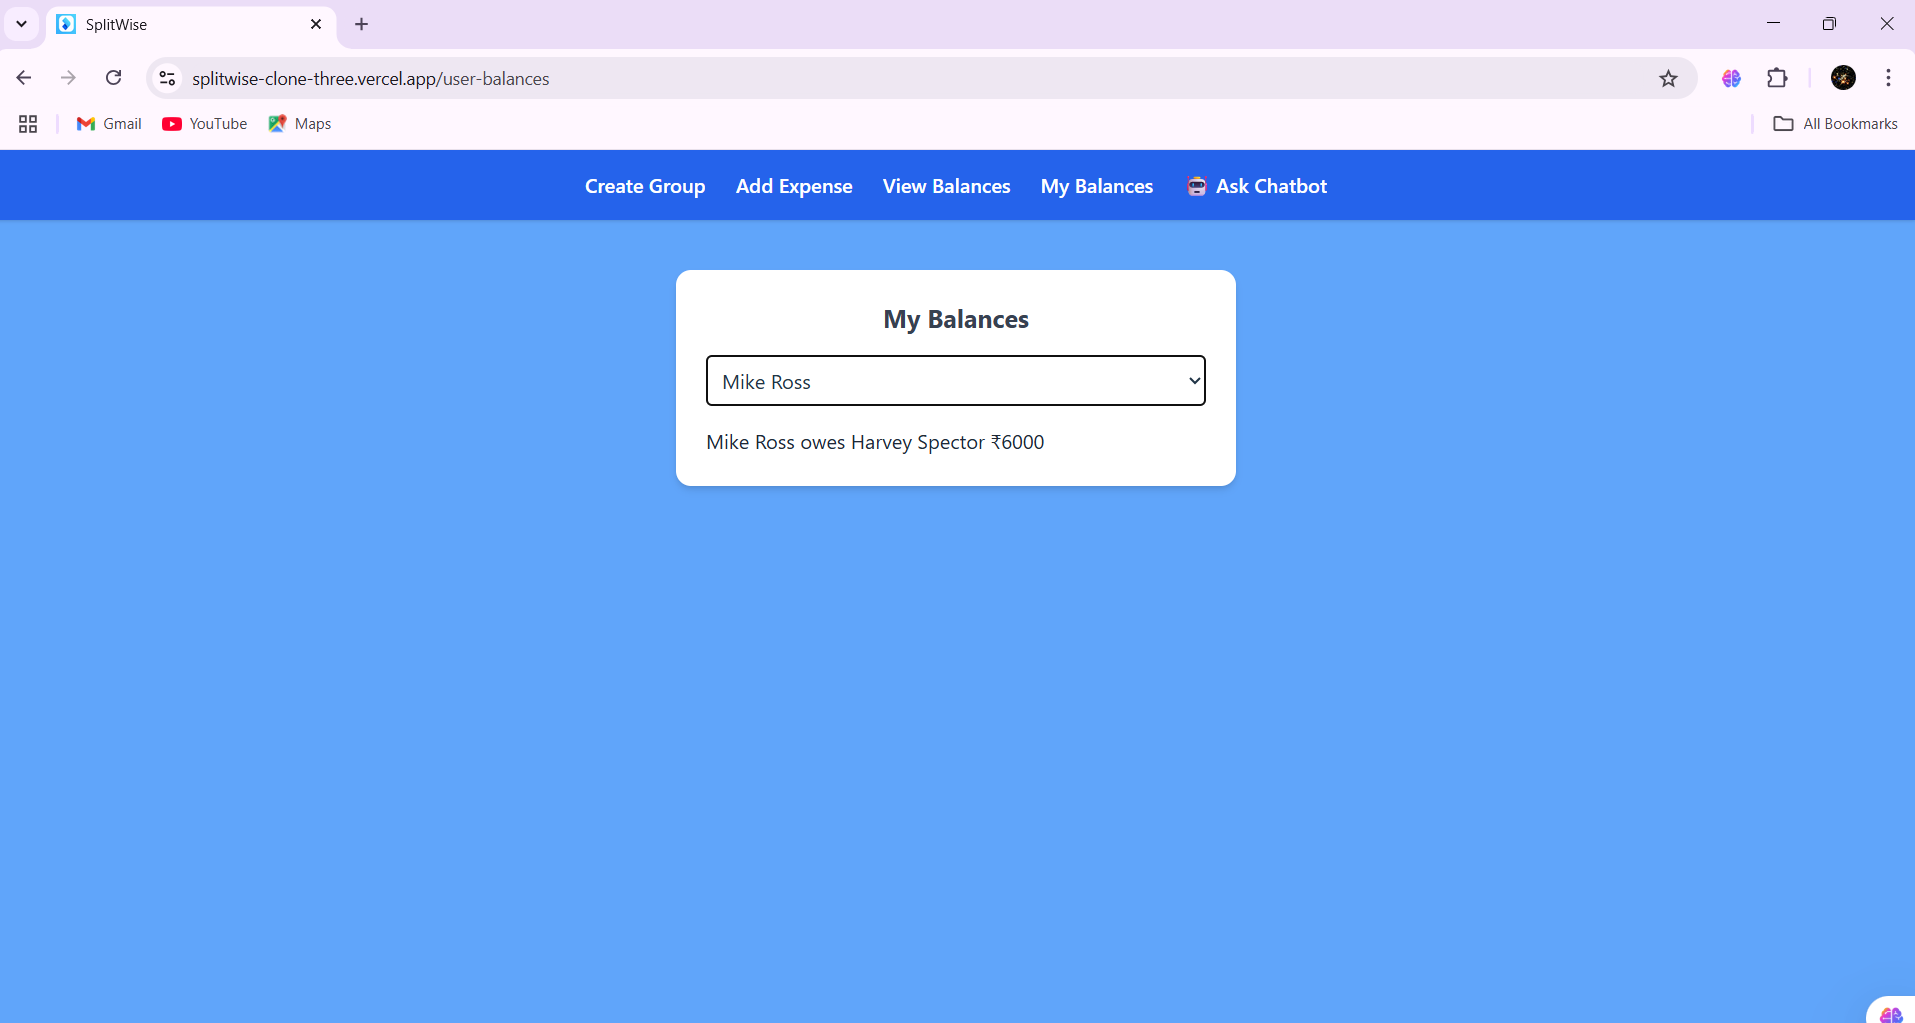 SplitWise
splitwise-clone-three.vercel.app/user-balances
Gmail YouTube Maps All Bookmarks
Create Group Add Expense View Balances My Balances Ask Chatbot
My Balances
Mike Ross
Mike Ross owes Harvey Spector ₹6000